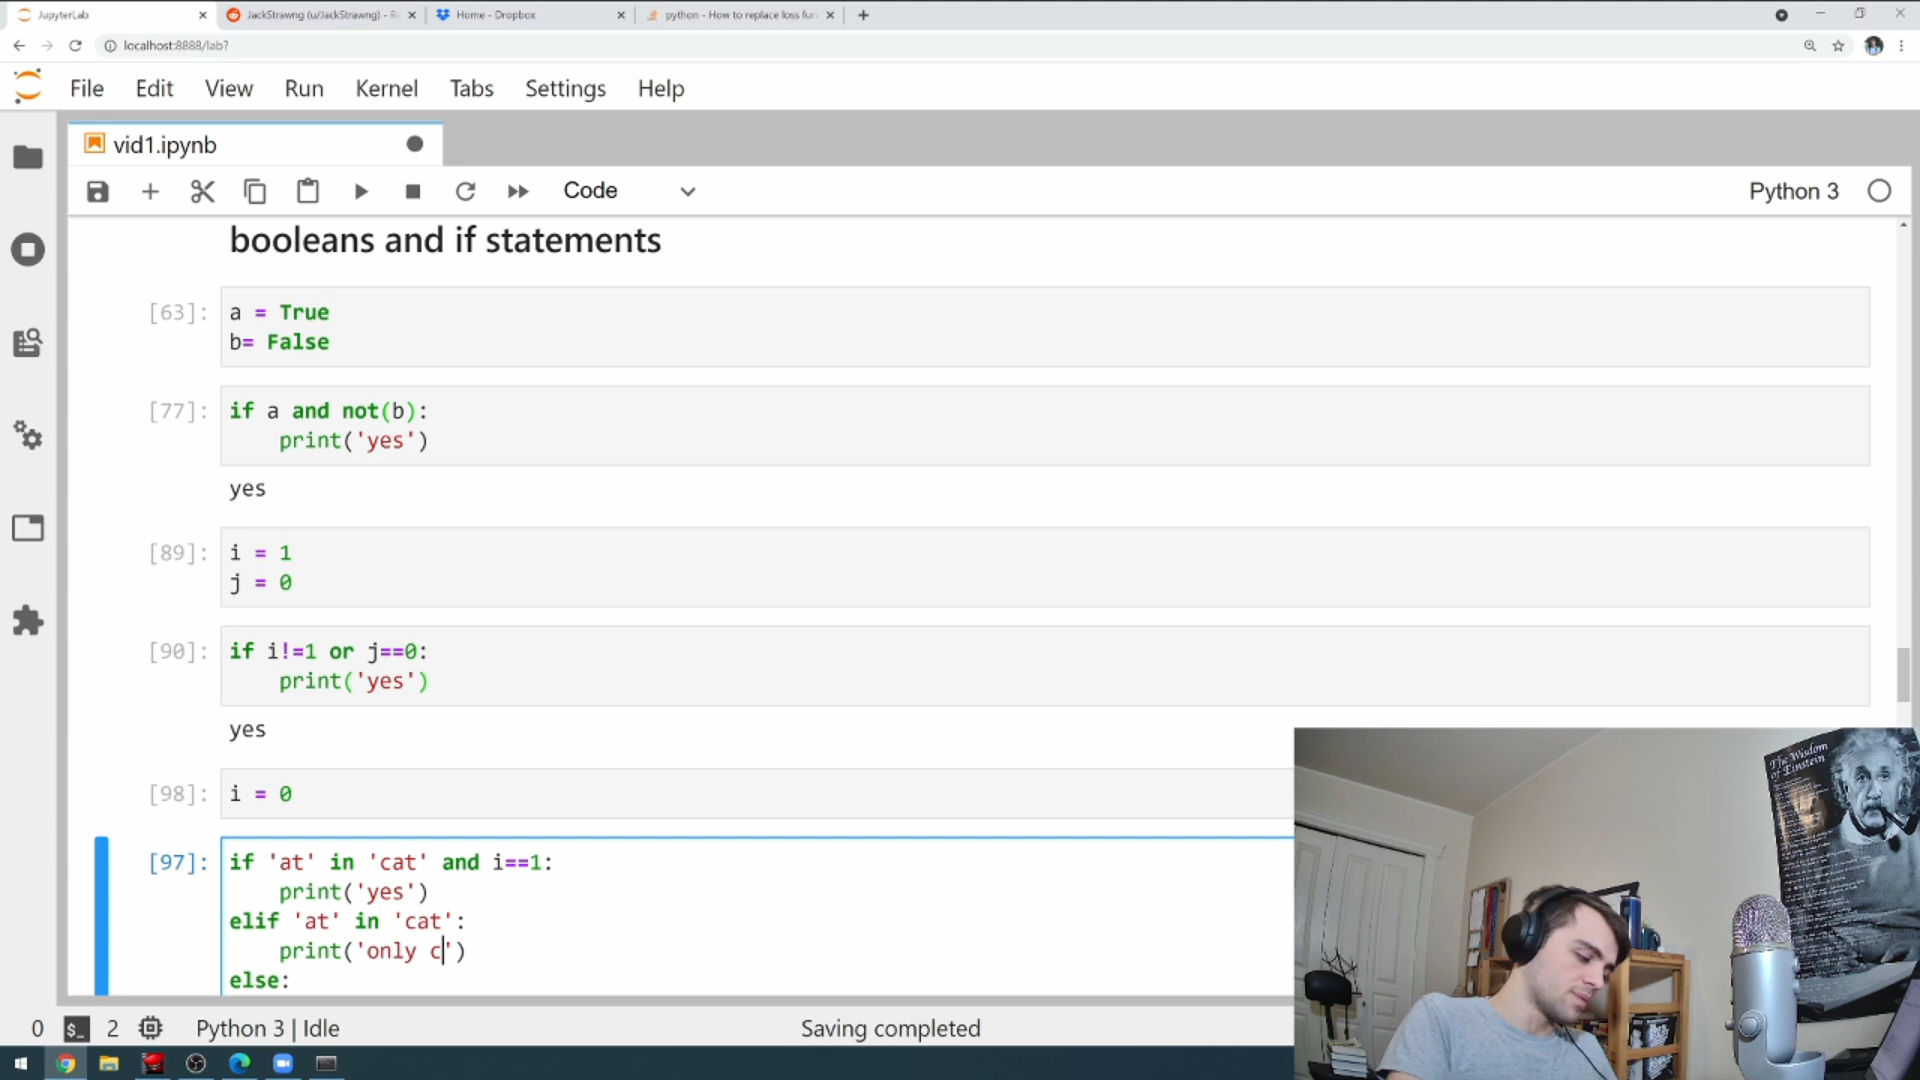 JupyterLab
JackStrawng (u/JackStrawng) - Re
Home - Dropbox
python - How to replace loss fun
localhost:8888/lab?
File Edit View Run Kernel Tabs Settings Help
vid1.ipynb
Code
Python 3
booleans and if statements
[63]:
a = True
b= False
[77]:
if a and not(b):
print('yes')
yes
[89]:
i = 1
j = 0
[90]:
if i!=1 or j==0:
print('yes')
yes
[98]:
i = 0
[97]:
if 'at' in 'cat' and i==1:
print('yes')
elif 'at' in 'cat':
print('only c')
else:
The Wisdom
of Einstein
0 $_ 2 Python 3 | Idle
Saving completed